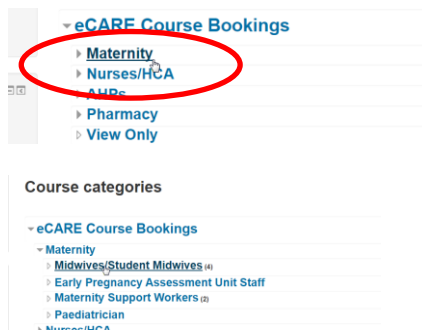 eCARE Course Bookings
Maternity
Nurses/HCA
AHPs
Pharmacy
View Only
Course categories
eCARE Course Bookings
Maternity
Midwives/Student Midwives (4)
Early Pregnancy Assessment Unit Staff
Maternity Support Workers (2)
Paediatrician
Nurses/HCA